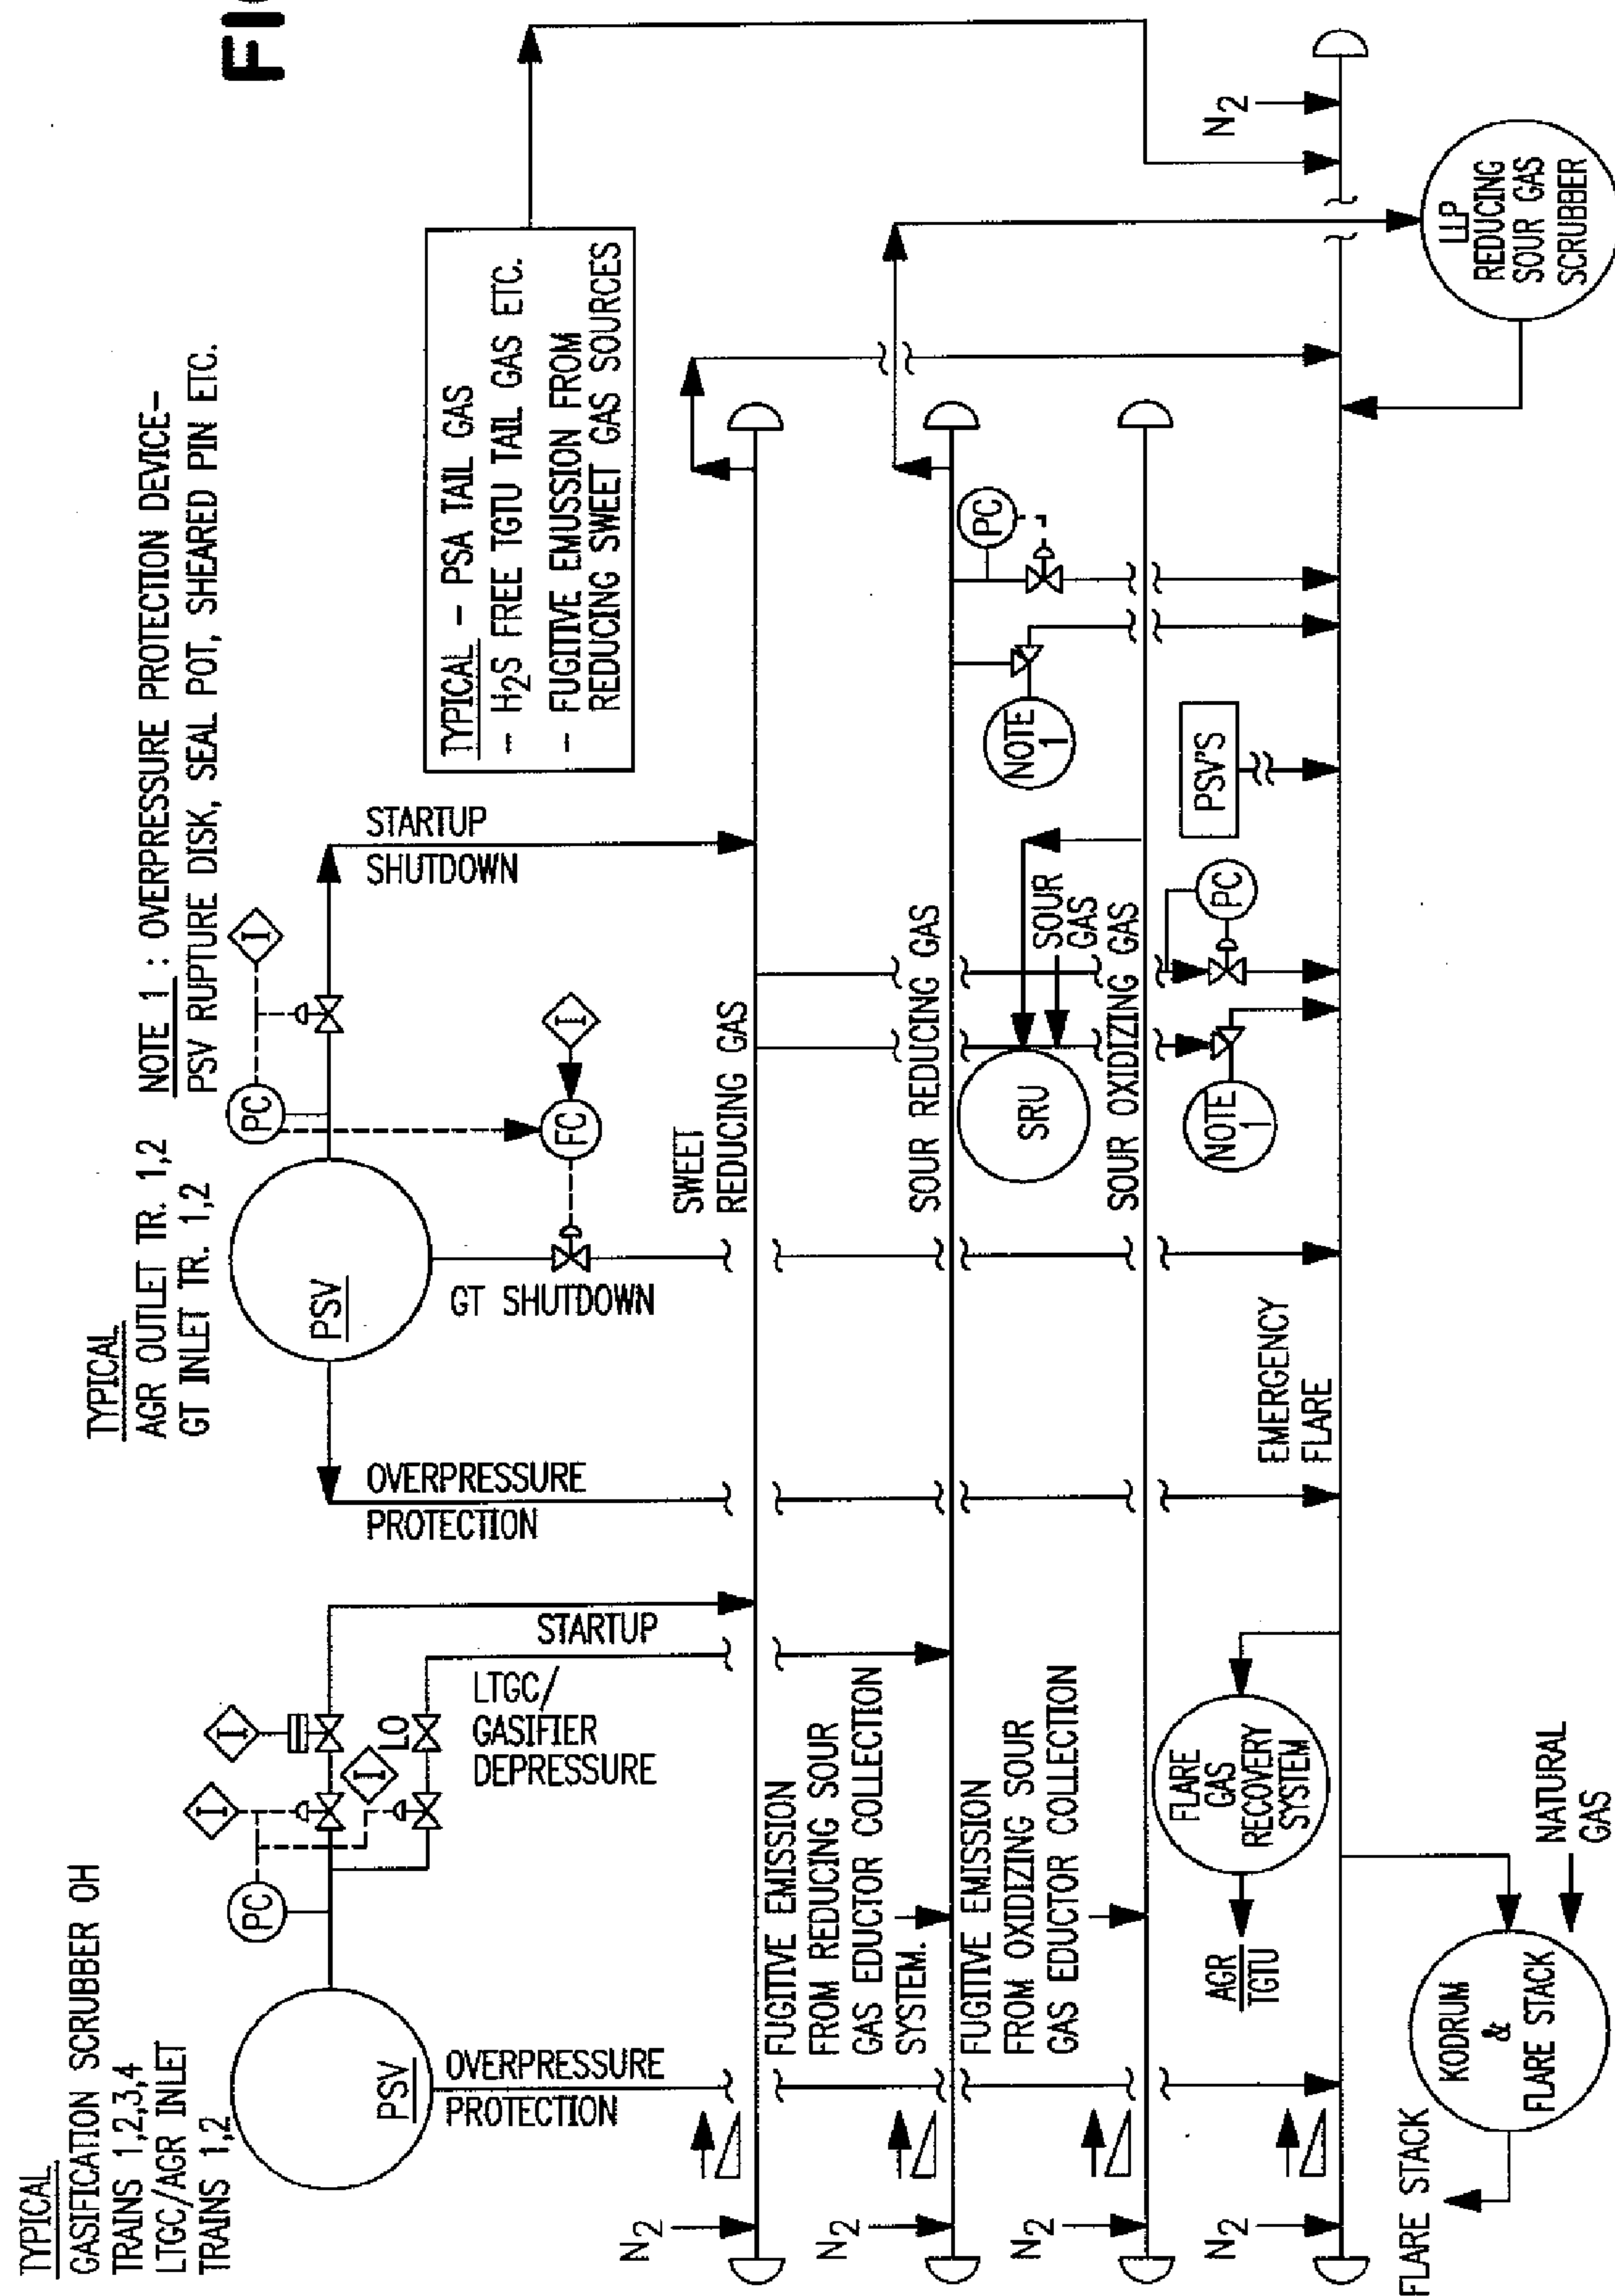 FIG
TYPICAL
GASIFICATION SCRUBBER OH
TRAINS 1,2,3,4
LTGC/AGR INLET
TRAINS 1,2
TYPICAL
AGR OUTLET TR. 1,2
GT INLET TR. 1,2
NOTE 1 : OVERPRESSURE PROTECTION DEVICE-
PSV RUPTURE DISK, SEAL POT, SHEARED PIN ETC.
PSV
PC
I
I
I
LO
PSV
PC
I
FC
I
OVERPRESSURE
PROTECTION
LTGC/
GASIFIER
DEPRESSURE
STARTUP
OVERPRESSURE
PROTECTION
GT SHUTDOWN
STARTUP
SHUTDOWN
TYPICAL - PSA TAIL GAS
- H2S FREE TGTU TAIL GAS ETC.
- FUGITIVE EMUSSION FROM
REDUCING SWEET GAS SOURCES
N2
SWEET
REDUCING GAS
FUGITIVE EMISSION
FROM REDUCING SOUR
GAS EDUCTOR COLLECTION
SYSTEM.
N2
SOUR REDUCING GAS
PC
NOTE
1
SRU
SOUR
GAS
FUGITIVE EMISSION
FROM OXIDIZING SOUR
GAS EDUCTOR COLLECTION
N2
SOUR OXIDIZING GAS
NOTE
1
PC
PSV'S
N2
AGR
TGTU
FLARE
GAS
RECOVERY
SYSTEM
EMERGENCY
FLARE
N2
FLARE STACK
KODRUM
&
FLARE STACK
NATURAL
GAS
LLP
REDUCING
SOUR GAS
SCRUBBER